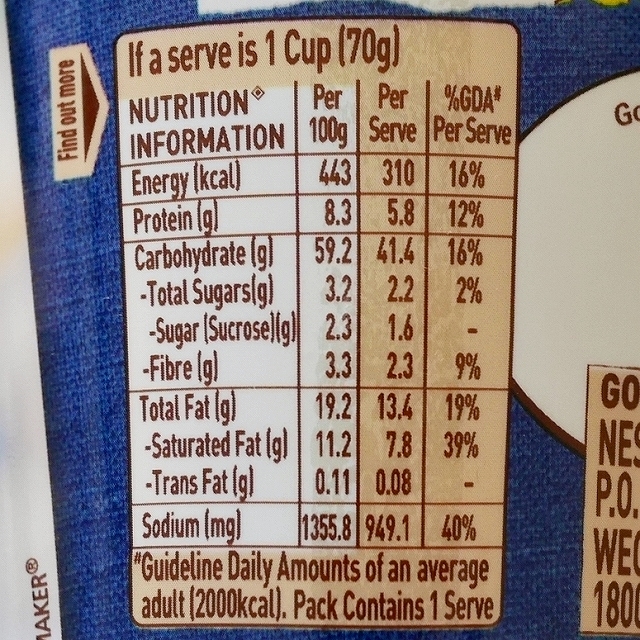 Find out more
If a serve is 1 Cup (70g)
NUTRITION INFORMATION Per 100g Per Serve %GDA# Per Serve
Energy (kcal) 443 310 16%
Protein (g) 8.3 5.8 12%
Carbohydrate (g) 59.2 41.4 16%
-Total Sugars(g) 3.2 2.2 2%
-Sugar (Sucrose)(g) 2.3 1.6 -
-Fibre (g) 3.3 2.3 9%
Total Fat (g) 19.2 13.4 19%
-Saturated Fat (g) 11.2 7.8 39%
-Trans Fat (g) 0.11 0.08 -
Sodium (mg) 1355.8 949.1 40%
#Guideline Daily Amounts of an average
adult (2000kcal). Pack Contains 1 Serve
Go
GO
NES
P.O.
WEC
1800
MAKER®